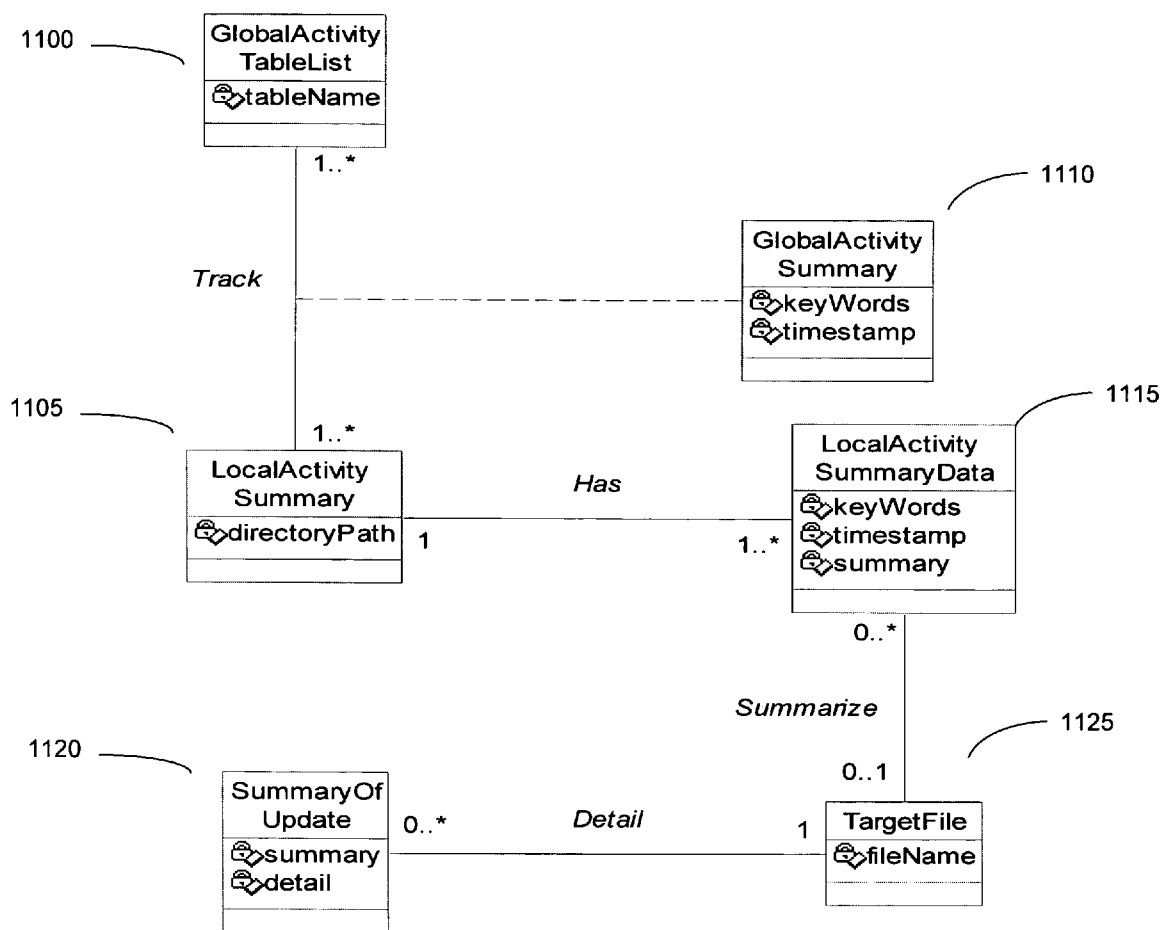 1100
GlobalActivity
TableList
tableName
1..*
1110
GlobalActivity
Summary
keyWords
timestamp
Track
1105
1..*
LocalActivity
Summary
directoryPath
1
Has
1..*
1115
LocalActivity
SummaryData
keyWords
timestamp
summary
0..*
Summarize
0..1
1120
SummaryOf
Update
summary
detail
0..*
Detail
1
1125
TargetFile
fileName